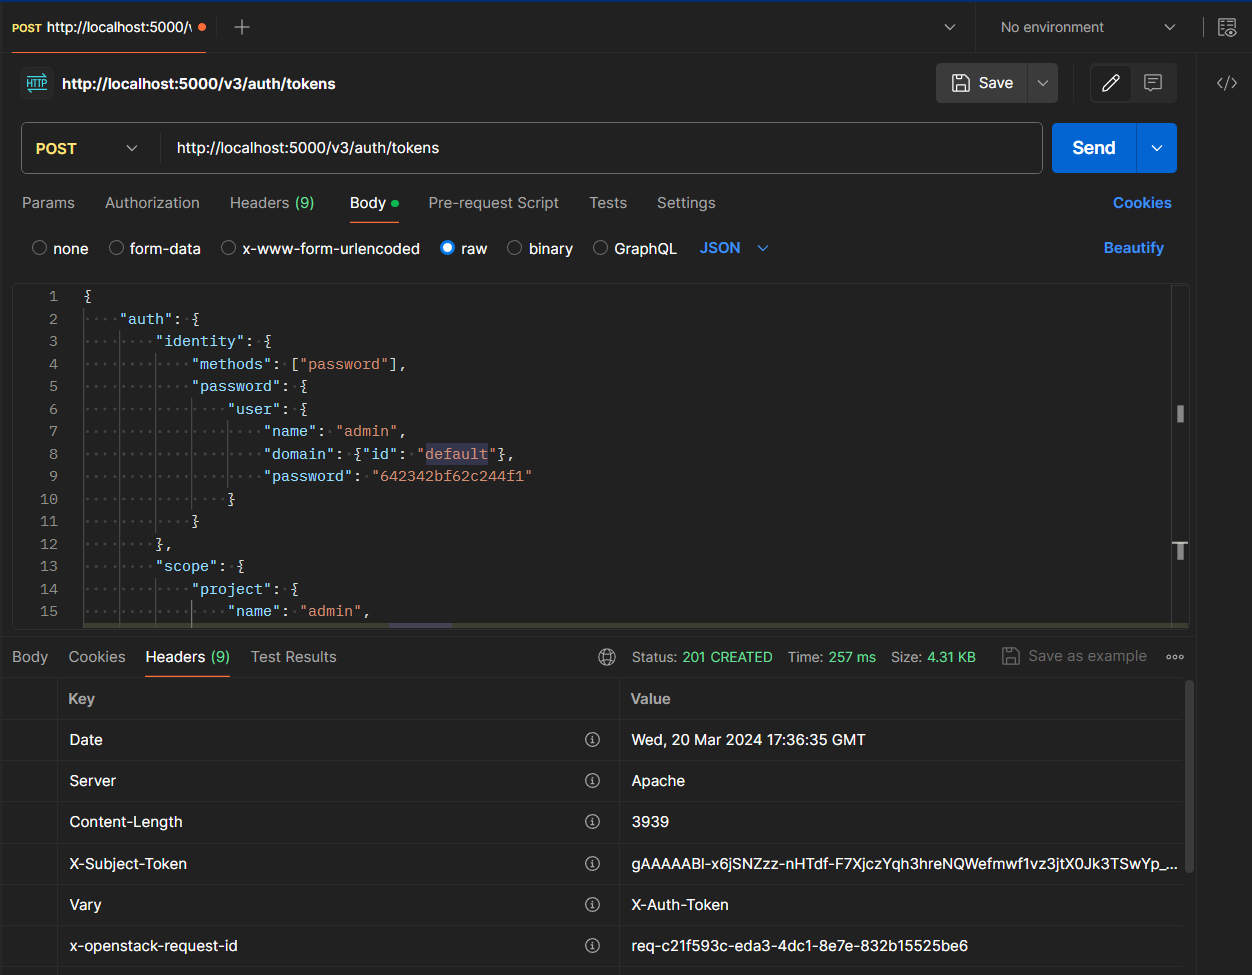 POST http://localhost:5000/v
No environment
HTTP http://localhost:5000/v3/auth/tokens
Save
POST http://localhost:5000/v3/auth/tokens
Send
Params Authorization Headers (9) Body Pre-request Script Tests Settings Cookies
none form-data x-www-form-urlencoded raw binary GraphQL JSON Beautify
1 {
2 "auth": {
3 "identity": {
4 "methods": ["password"],
5 "password": {
6 "user": {
7 "name": "admin",
8 "domain": {"id": "default"},
9 "password": "642342bf62c244f1"
10 }
11 }
12 },
13 "scope": {
14 "project": {
15 "name": "admin",
Body Cookies Headers (9) Test Results Status: 201 CREATED Time: 257 ms Size: 4.31 KB Save as example
Key Value
Date Wed, 20 Mar 2024 17:36:35 GMT
Server Apache
Content-Length 3939
X-Subject-Token gAAAAABl-x6jSNZzz-nHTdf-F7XjczYqh3hreNQWefmwf1vz3jtX0Jk3TSwYp_...
Vary X-Auth-Token
x-openstack-request-id req-c21f593c-eda3-4dc1-8e7e-832b15525be6